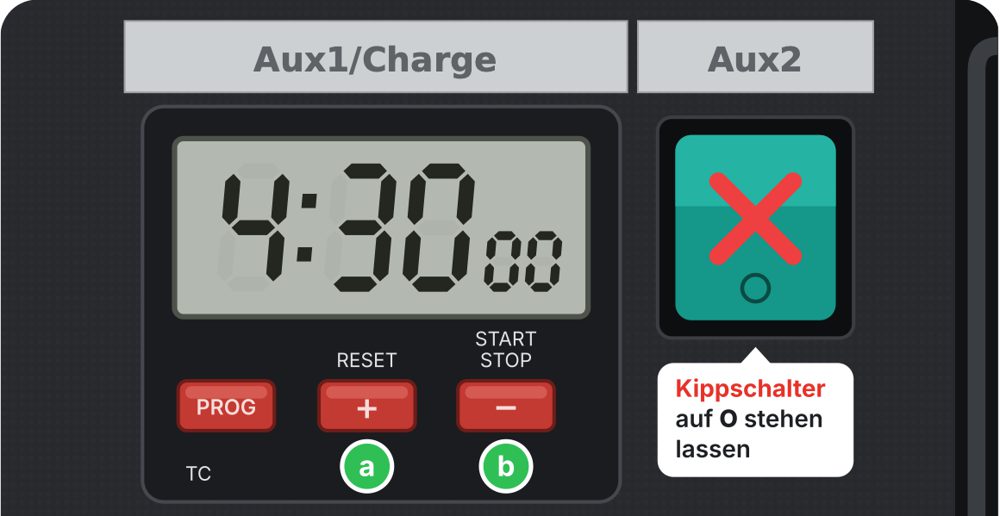 Aux1/Charge
Aux2
4:30 00
START
RESET STOP
PROG + −
a b
TC
O
Kippschalter
auf O stehen
lassen